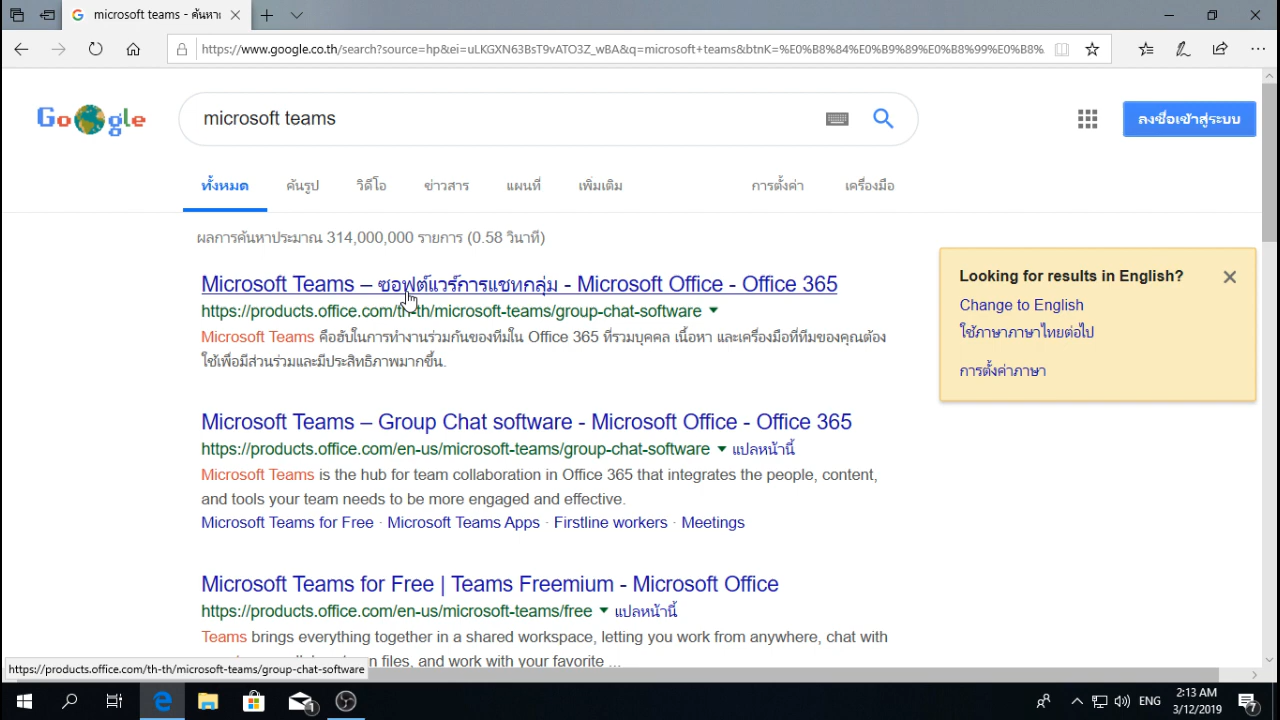 microsoft teams - ค้นหาด
https://www.google.co.th/search?source=hp&ei=uLKGXN63BsT9vATO3Z_wBA&q=microsoft+teams&btnK=%E0%B8%84%E0%B9%89%E0%B8%99%E0%B8%
Google
microsoft teams
ลงชื่อเข้าสู่ระบบ
ทั้งหมด ค้นรูป วิดีโอ ข่าวสาร แผนที่ เพิ่มเติม การตั้งค่า เครื่องมือ
ผลการค้นหาประมาณ 314,000,000 รายการ (0.58 วินาที)
Microsoft Teams – ซอฟต์แวร์การแชทกลุ่ม - Microsoft Office - Office 365
https://products.office.com/th-th/microsoft-teams/group-chat-software
Microsoft Teams คือฮับในการทำงานร่วมกันของทีมใน Office 365 ที่รวมบุคคล เนื้อหา และเครื่องมือที่ทีมของคุณต้อง
ใช้เพื่อมีส่วนร่วมและมีประสิทธิภาพมากขึ้น.
Microsoft Teams – Group Chat software - Microsoft Office - Office 365
https://products.office.com/en-us/microsoft-teams/group-chat-software แปลหน้านี้
Microsoft Teams is the hub for team collaboration in Office 365 that integrates the people, content,
and tools your team needs to be more engaged and effective.
Microsoft Teams for Free · Microsoft Teams Apps · Firstline workers · Meetings
Microsoft Teams for Free | Teams Freemium - Microsoft Office
https://products.office.com/en-us/microsoft-teams/free แปลหน้านี้
Teams brings everything together in a shared workspace, letting you work from anywhere, chat with
n files, and work with your favorite ...
Looking for results in English?
Change to English
ใช้ภาษาภาษาไทยต่อไป
การตั้งค่าภาษา
https://products.office.com/th-th/microsoft-teams/group-chat-software
1
ENG
2:13 AM
3/12/2019
7